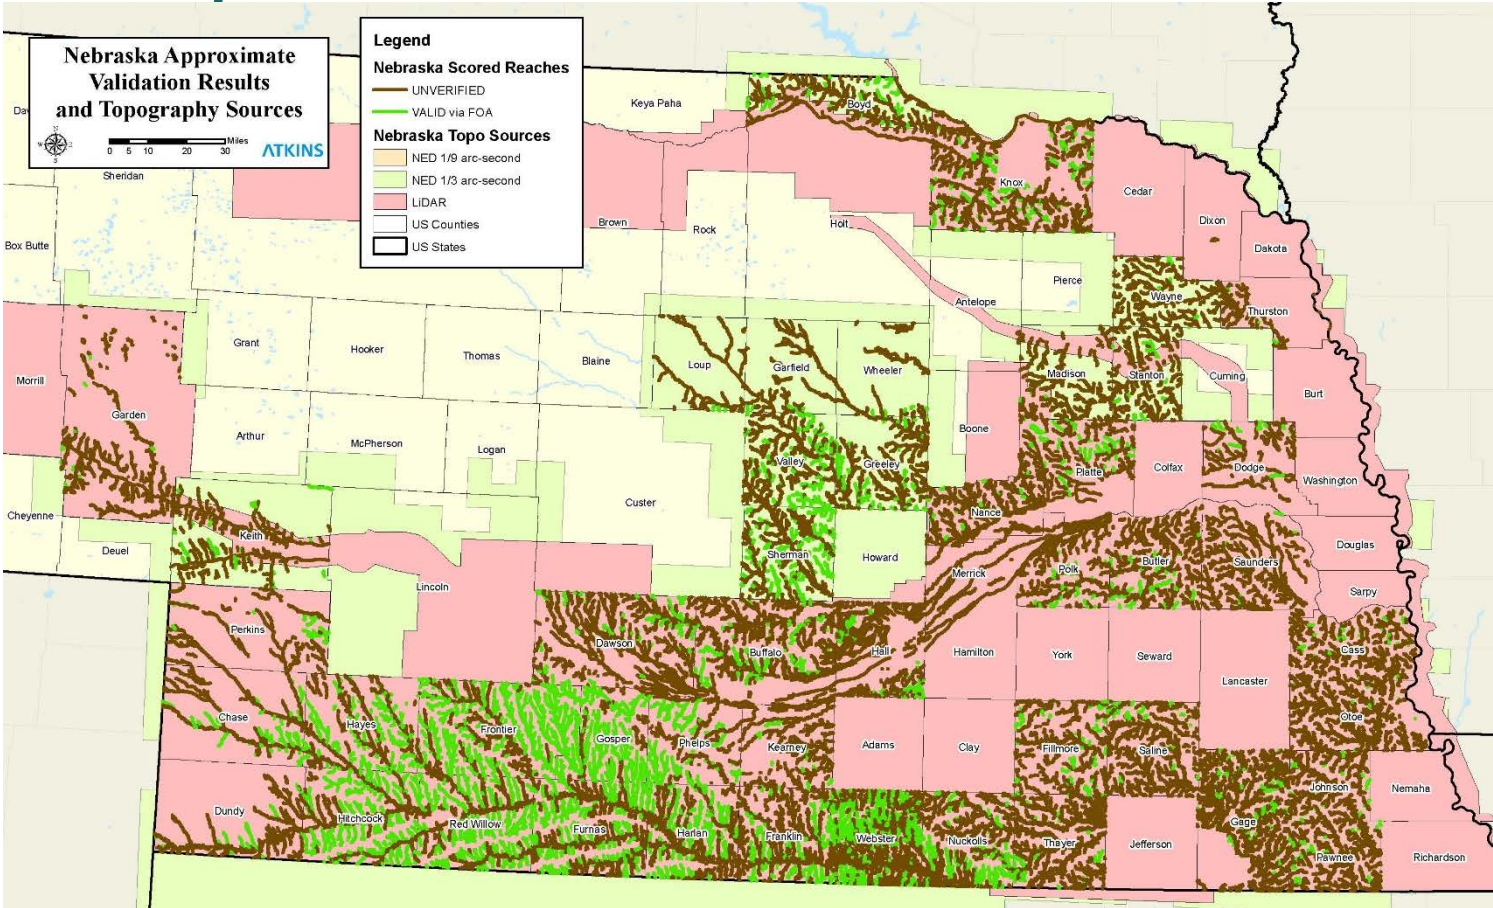 Nebraska Approximate
Validation Results
and Topography Sources
Miles
0 5 10 20 30
ATKINS
Legend
Nebraska Scored Reaches
UNVERIFIED
VALID via FOA
Nebraska Topo Sources
NED 1/9 arc-second
NED 1/3 arc-second
LiDAR
US Counties
US States
Keya Paha
Boyd
Sheridan
Knox
Cedar
Dixon
Box Butte
Brown
Rock
Holt
Dakota
Pierce
Antelope
Wayne
Thurston
Grant
Hooker
Thomas
Blaine
Loup
Garfield
Wheeler
Madison
Stanton
Cuming
Morrill
Garden
Burt
Arthur
McPherson
Logan
Boone
Valley
Greeley
Platte
Colfax
Dodge
Washington
Custer
Cheyenne
Nance
Deuel
Keith
Sherman
Howard
Merrick
Polk
Butler
Saunders
Douglas
Lincoln
Sarpy
Perkins
Dawson
Buffalo
Hall
Hamilton
York
Seward
Cass
Lancaster
Chase
Hayes
Frontier
Gosper
Phelps
Kearney
Adams
Clay
Fillmore
Saline
Otoe
Dundy
Hitchcock
Red Willow
Furnas
Harlan
Franklin
Webster
Nuckolls
Thayer
Jefferson
Gage
Johnson
Nemaha
Pawnee
Richardson